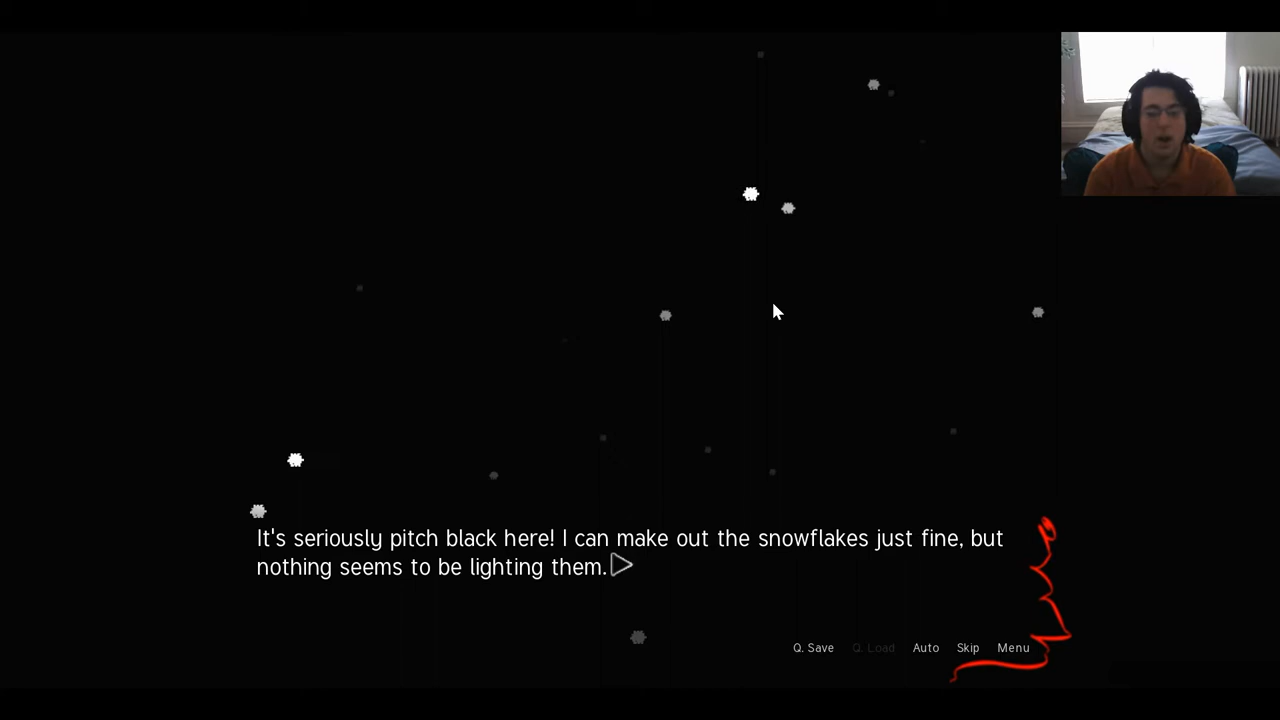 It's seriously pitch black here! I can make out the snowflakes just fine, but
nothing seems to be lighting them.
Q. Save Q. Load Auto Skip Menu